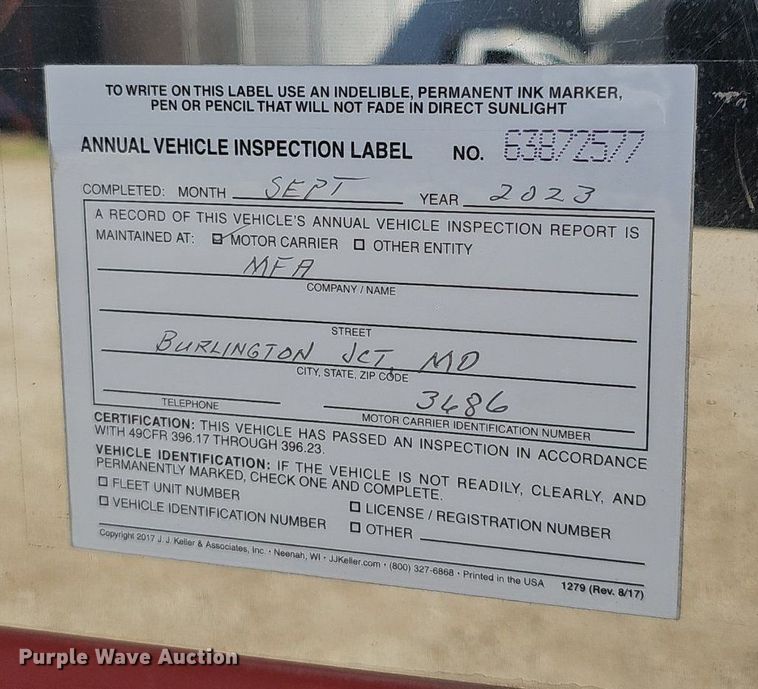 TO WRITE ON THIS LABEL USE AN INDELIBLE, PERMANENT INK MARKER,
PEN OR PENCIL THAT WILL NOT FADE IN DIRECT SUNLIGHT
ANNUAL VEHICLE INSPECTION LABEL NO. 63872577
COMPLETED: MONTH SEPT YEAR 2023
A RECORD OF THIS VEHICLE'S ANNUAL VEHICLE INSPECTION REPORT IS
MAINTAINED AT: MOTOR CARRIER OTHER ENTITY
MFA
COMPANY / NAME
STREET
BURLINGTON JCT, MO
CITY, STATE, ZIP CODE
3486
TELEPHONE MOTOR CARRIER IDENTIFICATION NUMBER
CERTIFICATION: THIS VEHICLE HAS PASSED AN INSPECTION IN ACCORDANCE
WITH 49CFR 396.17 THROUGH 396.23.
VEHICLE IDENTIFICATION: IF THE VEHICLE IS NOT READILY, CLEARLY, AND
PERMANENTLY MARKED, CHECK ONE AND COMPLETE.
FLEET UNIT NUMBER LICENSE / REGISTRATION NUMBER
VEHICLE IDENTIFICATION NUMBER OTHER
Copyright 2017 J. J. Keller & Associates, Inc. • Neenah, WI • JJKeller.com • (800) 327-6868 • Printed in the USA 1279 (Rev. 8/17)
Purple Wave Auction